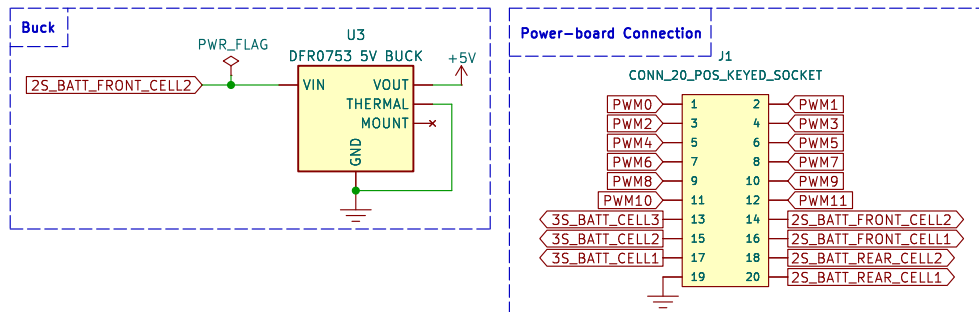 Buck
U3
DFR0753 5V BUCK
PWR_FLAG
+5V
2S_BATT_FRONT_CELL2
VIN
VOUT
THERMAL
MOUNT
GND
Power-board Connection
J1
CONN_20_POS_KEYED_SOCKET
PWM0 1 2 PWM1
PWM2 3 4 PWM3
PWM4 5 6 PWM5
PWM6 7 8 PWM7
PWM8 9 10 PWM9
PWM10 11 12 PWM11
3S_BATT_CELL3 13 14 2S_BATT_FRONT_CELL2
3S_BATT_CELL2 15 16 2S_BATT_FRONT_CELL1
3S_BATT_CELL1 17 18 2S_BATT_REAR_CELL2
19 20 2S_BATT_REAR_CELL1